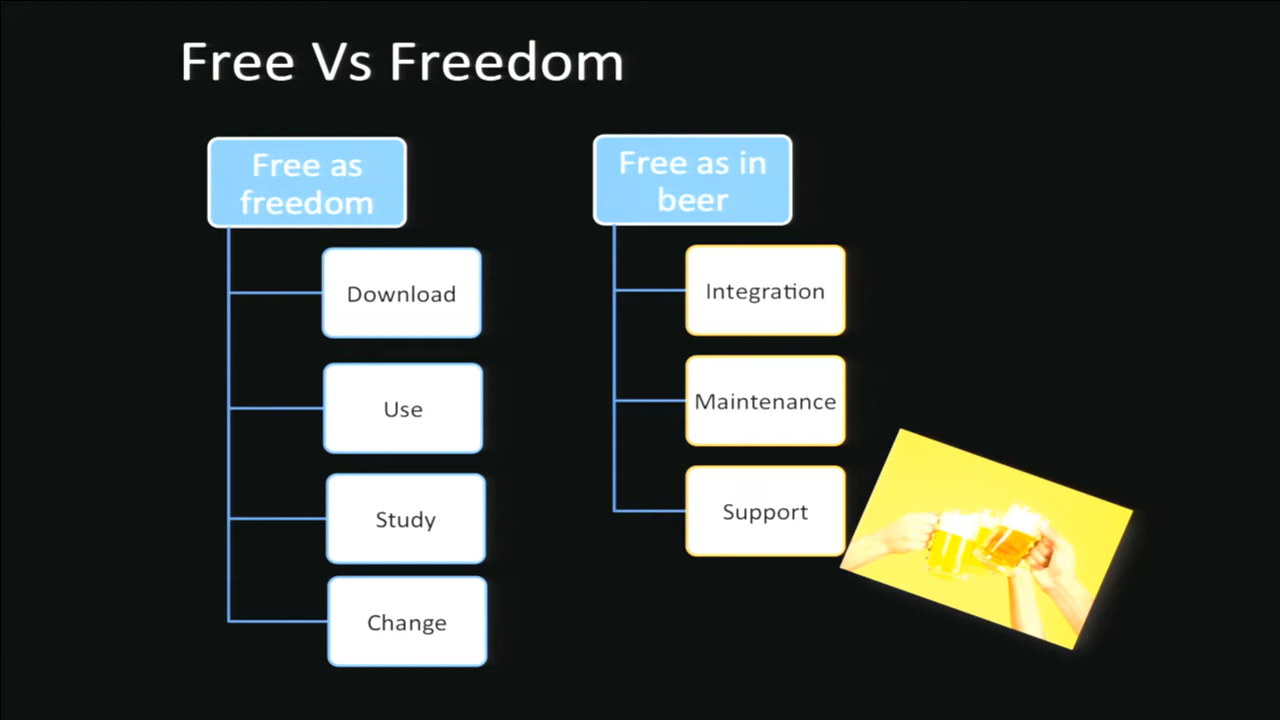 Free Vs Freedom
Free as
freedom
Download
Use
Study
Change
Free as in
beer
Integration
Maintenance
Support